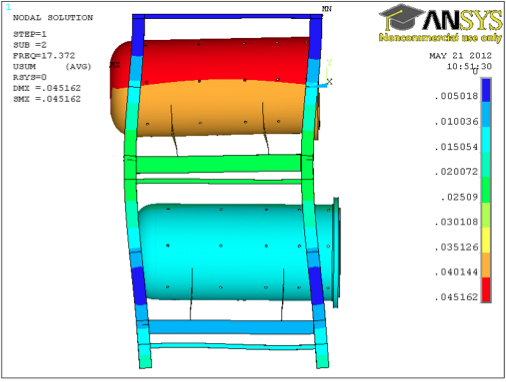 1
NODAL SOLUTION
STEP=1
SUB =2
FREQ=17.372
USUM (AVG)
RSYS=0
DMX =.045162
SMX =.045162
MN
MX
Y
X
ANSYS
Noncommercial use only
MAY 21 2012
10:51:30
0
.005018
.010036
.015054
.020072
.02509
.030108
.035126
.040144
.045162